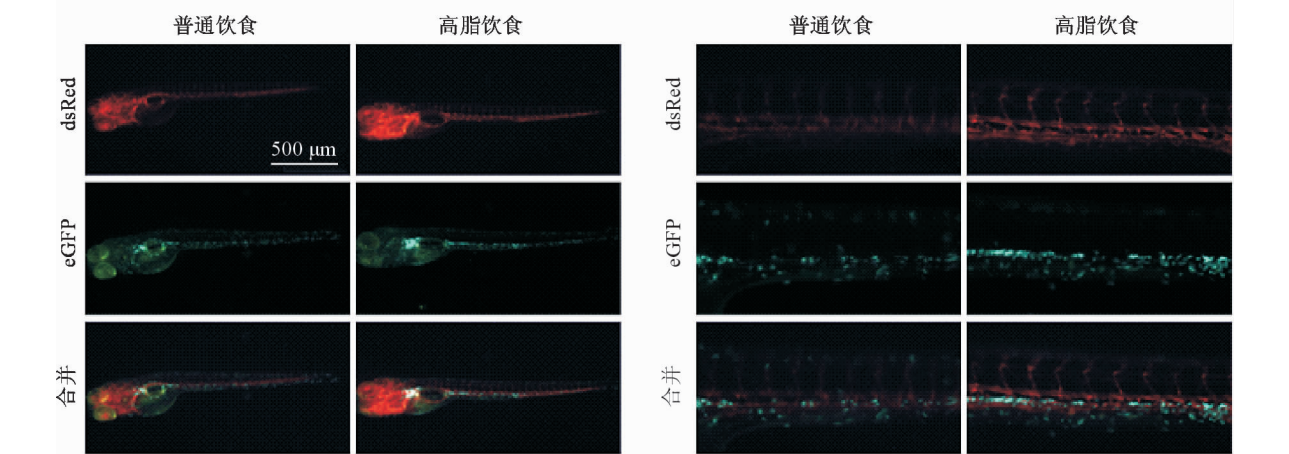 普通饮食 高脂饮食 普通饮食 高脂饮食
dsRed dsRed
500 μm
eGFP eGFP
合并 合并